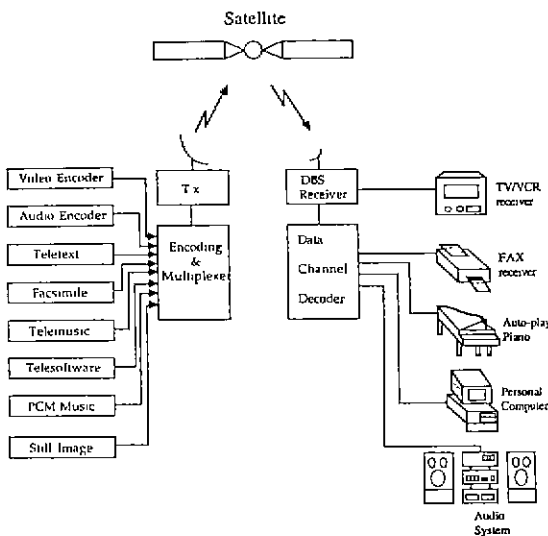 Satellite
Video Encoder
Audio Encoder
Teletext
Facsimile
Telemusic
Telesoftware
PCM Music
Still Image
Tx
Encoding
&
Multiplexer
DBS
Receiver
Data
Channel
Decoder
TV/VCR
receiver
FAX
receiver
Auto-play
Piano
Personal
Computer
Audio
System